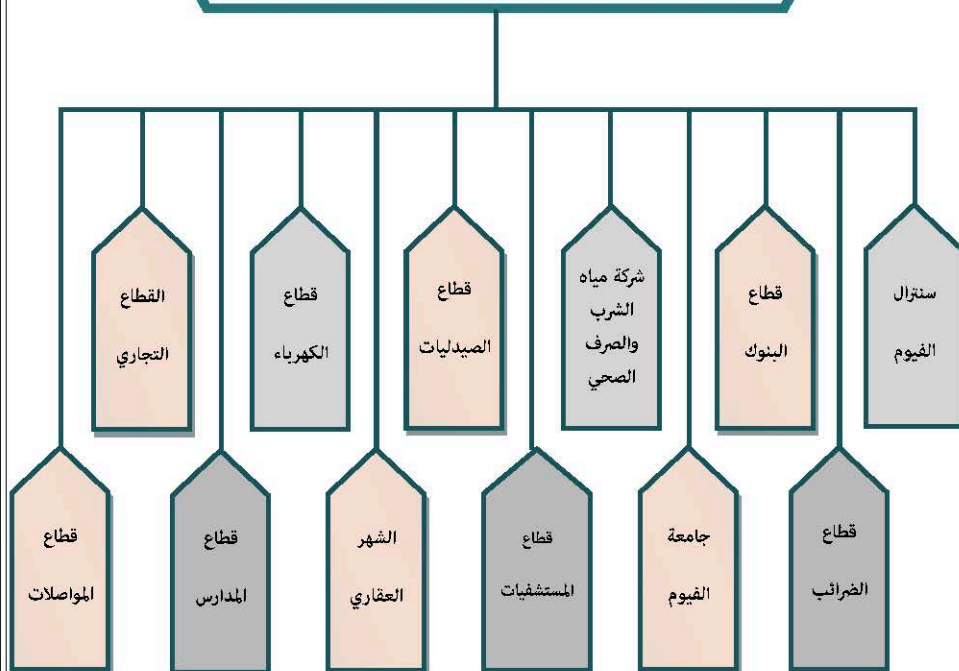 سنترال
الفيوم
قطاع
البنوك
شركة مياه
الشرب
والصرف
الصحي
قطاع
الصيدليات
قطاع
الكهرباء
القطاع
التجاري
قطاع
الضرائب
جامعة
الفيوم
قطاع
المستشفيات
الشهر
العقاري
قطاع
المدارس
قطاع
المواصلات